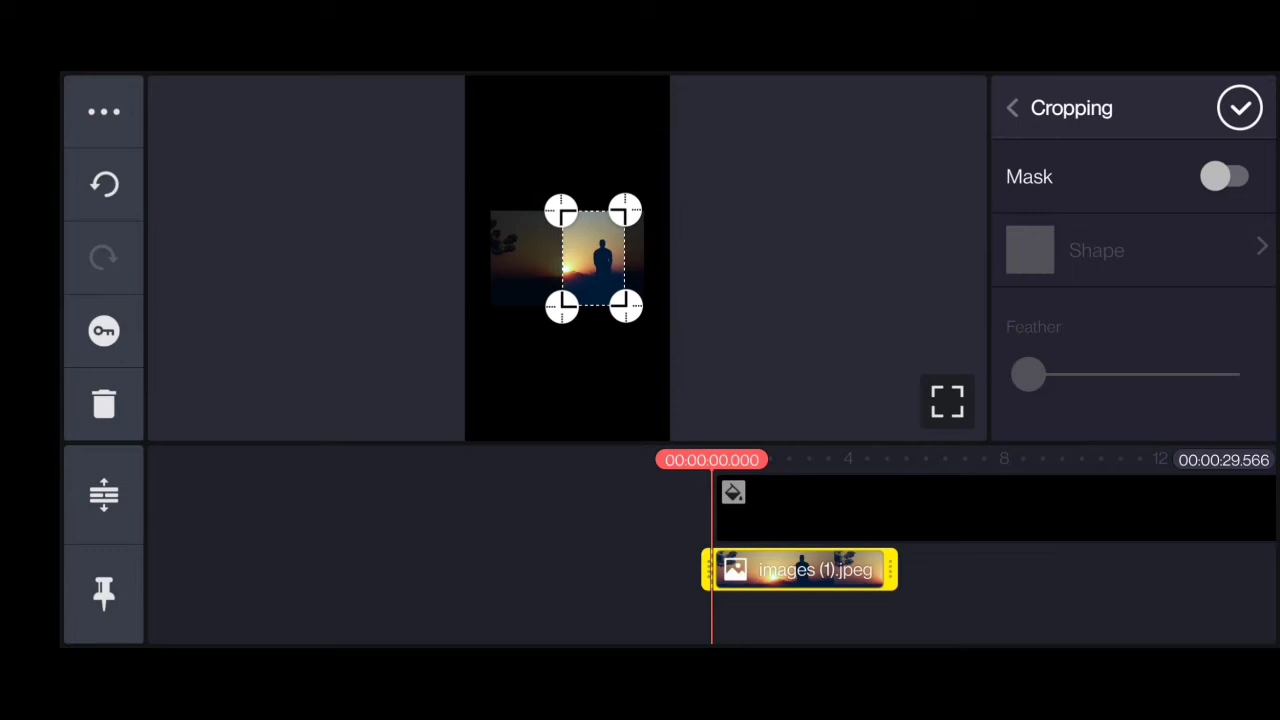 Cropping
Mask
Shape
Feather
00:00:00.000
4
8
12
00:00:29.566
images (1).jpeg